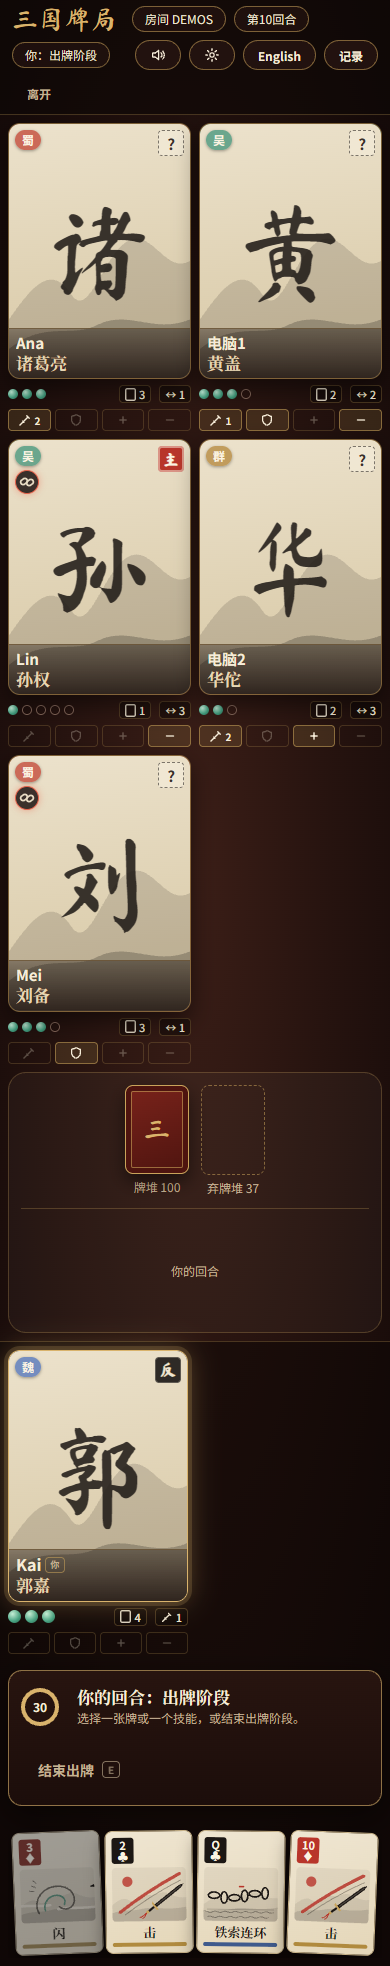 三国牌局
房间 DEMOS
第10回合
你：出牌阶段
English
记录
离开
蜀
?
诸
Ana
诸葛亮
3
1
2
吴
?
黄
电脑1
黄盖
2
2
1
+
−
吴
主
孙
Lin
孙权
1
3
+
−
群
?
华
电脑2
华佗
2
3
2
+
−
蜀
?
刘
Mei
刘备
3
1
+
−
三
牌堆 100
弃牌堆 37
你的回合
魏
反
郭
Kai 你
郭嘉
4
1
+
−
30
你的回合：出牌阶段
选择一张牌或一个技能，或结束出牌阶段。
结束出牌 E
3♦
闪
2♣
击
Q♣
铁索连环
10♦
击